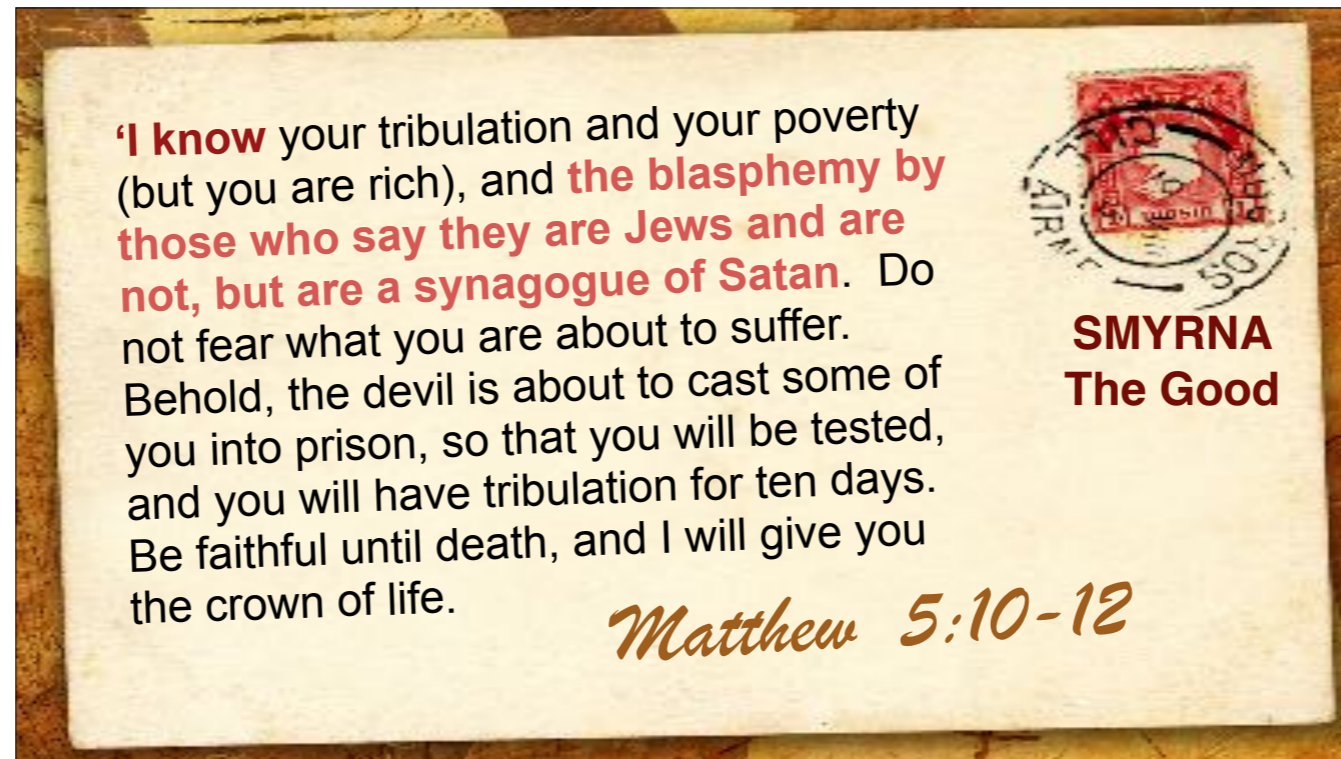 ‘I know your tribulation and your poverty
(but you are rich), and the blasphemy by
those who say they are Jews and are
not, but are a synagogue of Satan.  Do
not fear what you are about to suffer.
Behold, the devil is about to cast some of
you into prison, so that you will be tested,
and you will have tribulation for ten days.
Be faithful until death, and I will give you
the crown of life.
Matthew 5:10-12
SMYRNA
The Good